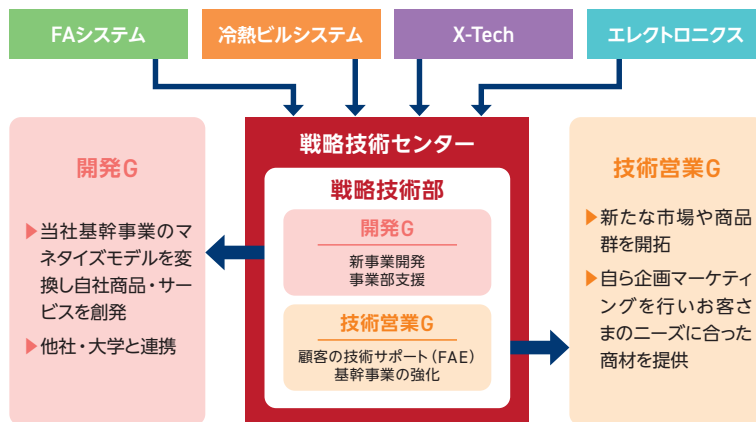 FAシステム
冷熱ビルシステム
X-Tech
エレクトロニクス
開発G
▶当社基幹事業のマ
ネタイズモデルを変
換し自社商品・サー
ビスを創発
▶他社・大学と連携
戦略技術センター
戦略技術部
開発G
新事業開発
事業部支援
技術営業G
顧客の技術サポート（FAE）
基幹事業の強化
技術営業G
▶新たな市場や商品
群を開拓
▶自ら企画マーケティ
ングを行いお客さ
まのニーズに合った
商材を提供